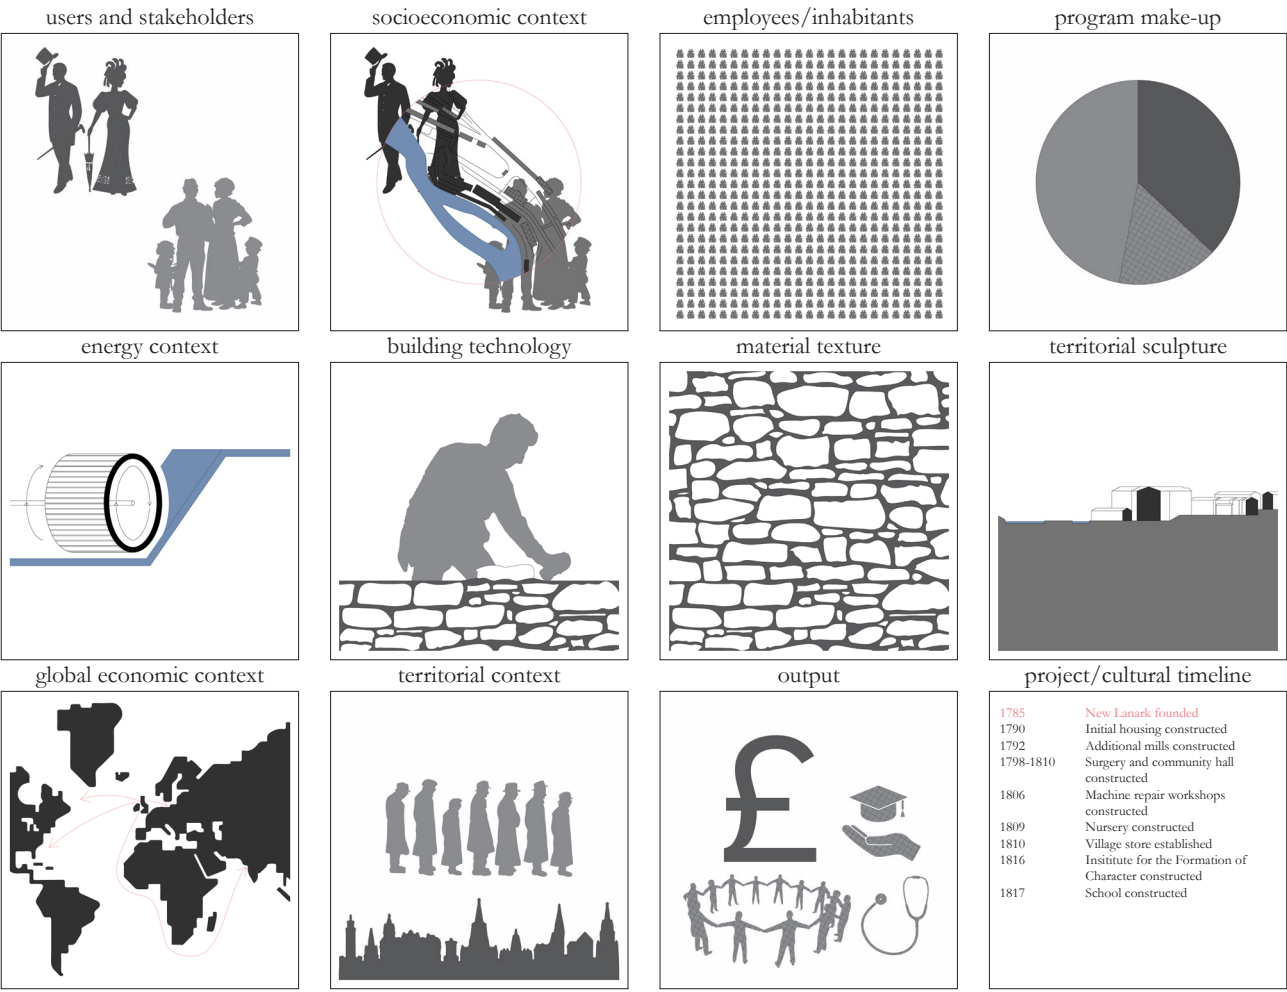 users and stakeholders
socioeconomic context
employees/inhabitants
program make-up
energy context
building technology
material texture
territorial sculpture
global economic context
territorial context
output
£
project/cultural timeline
1785 New Lanark founded
1790 Initial housing constructed
1792 Additional mills constructed
1798-1810 Surgery and community hall
constructed
1806 Machine repair workshops
constructed
1809 Nursery constructed
1810 Village store established
1816 Insititute for the Formation of
Character constructed
1817 School constructed